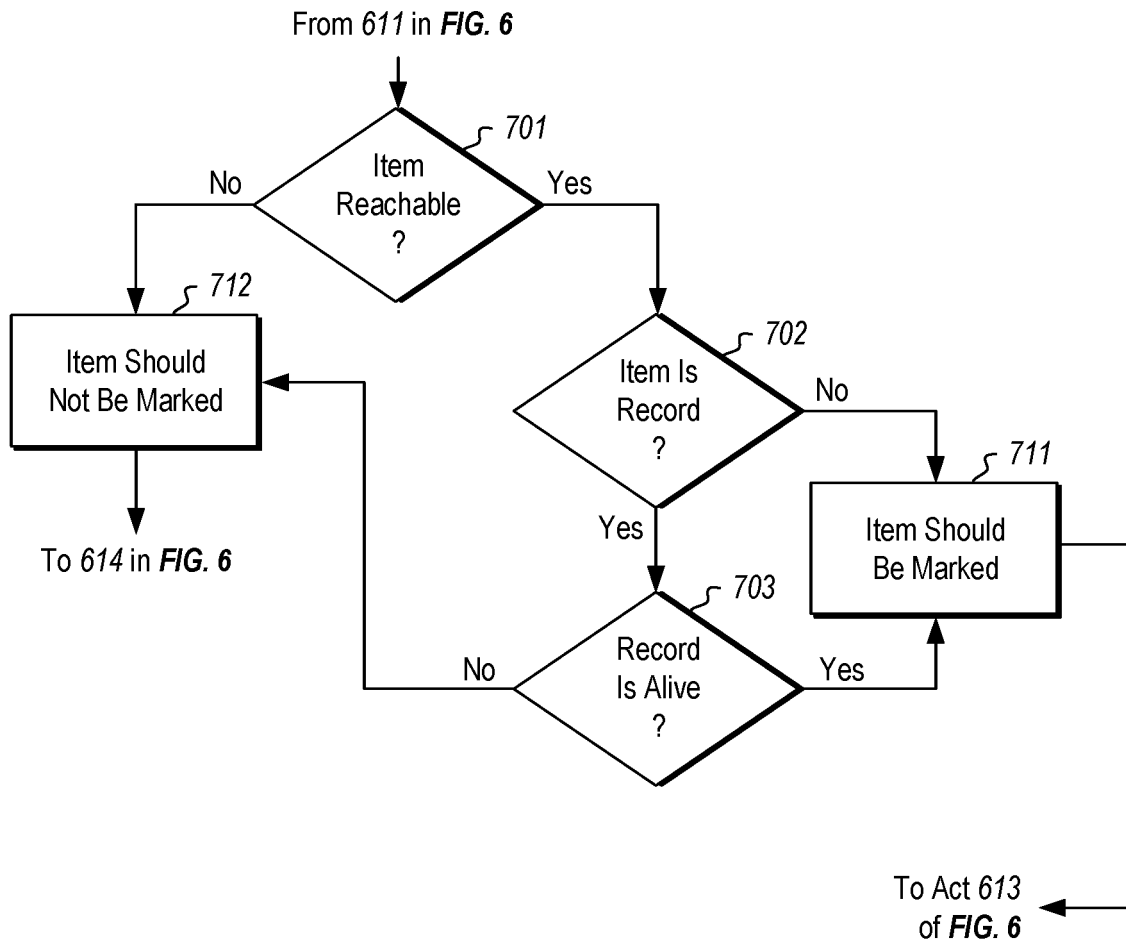 From 611 in FIG. 6
701
Item
Reachable
?
No
Yes
712
Item Should
Not Be Marked
To 614 in FIG. 6
702
Item Is
Record
?
No
Yes
711
Item Should
Be Marked
703
Record
Is Alive
?
No
Yes
To Act 613
of FIG. 6